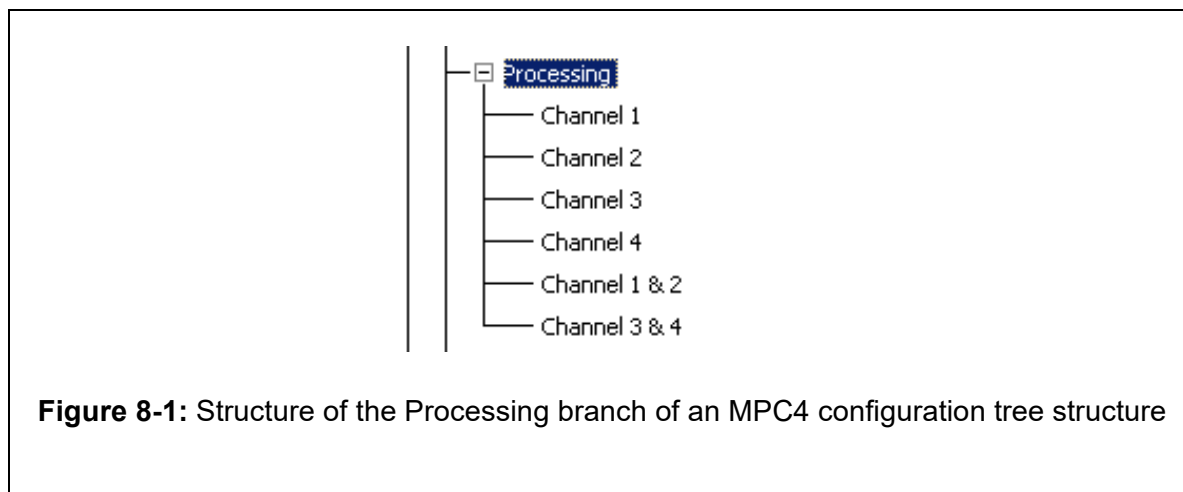 Processing
Channel 1
Channel 2
Channel 3
Channel 4
Channel 1 & 2
Channel 3 & 4
Figure 8-1: Structure of the Processing branch of an MPC4 configuration tree structure